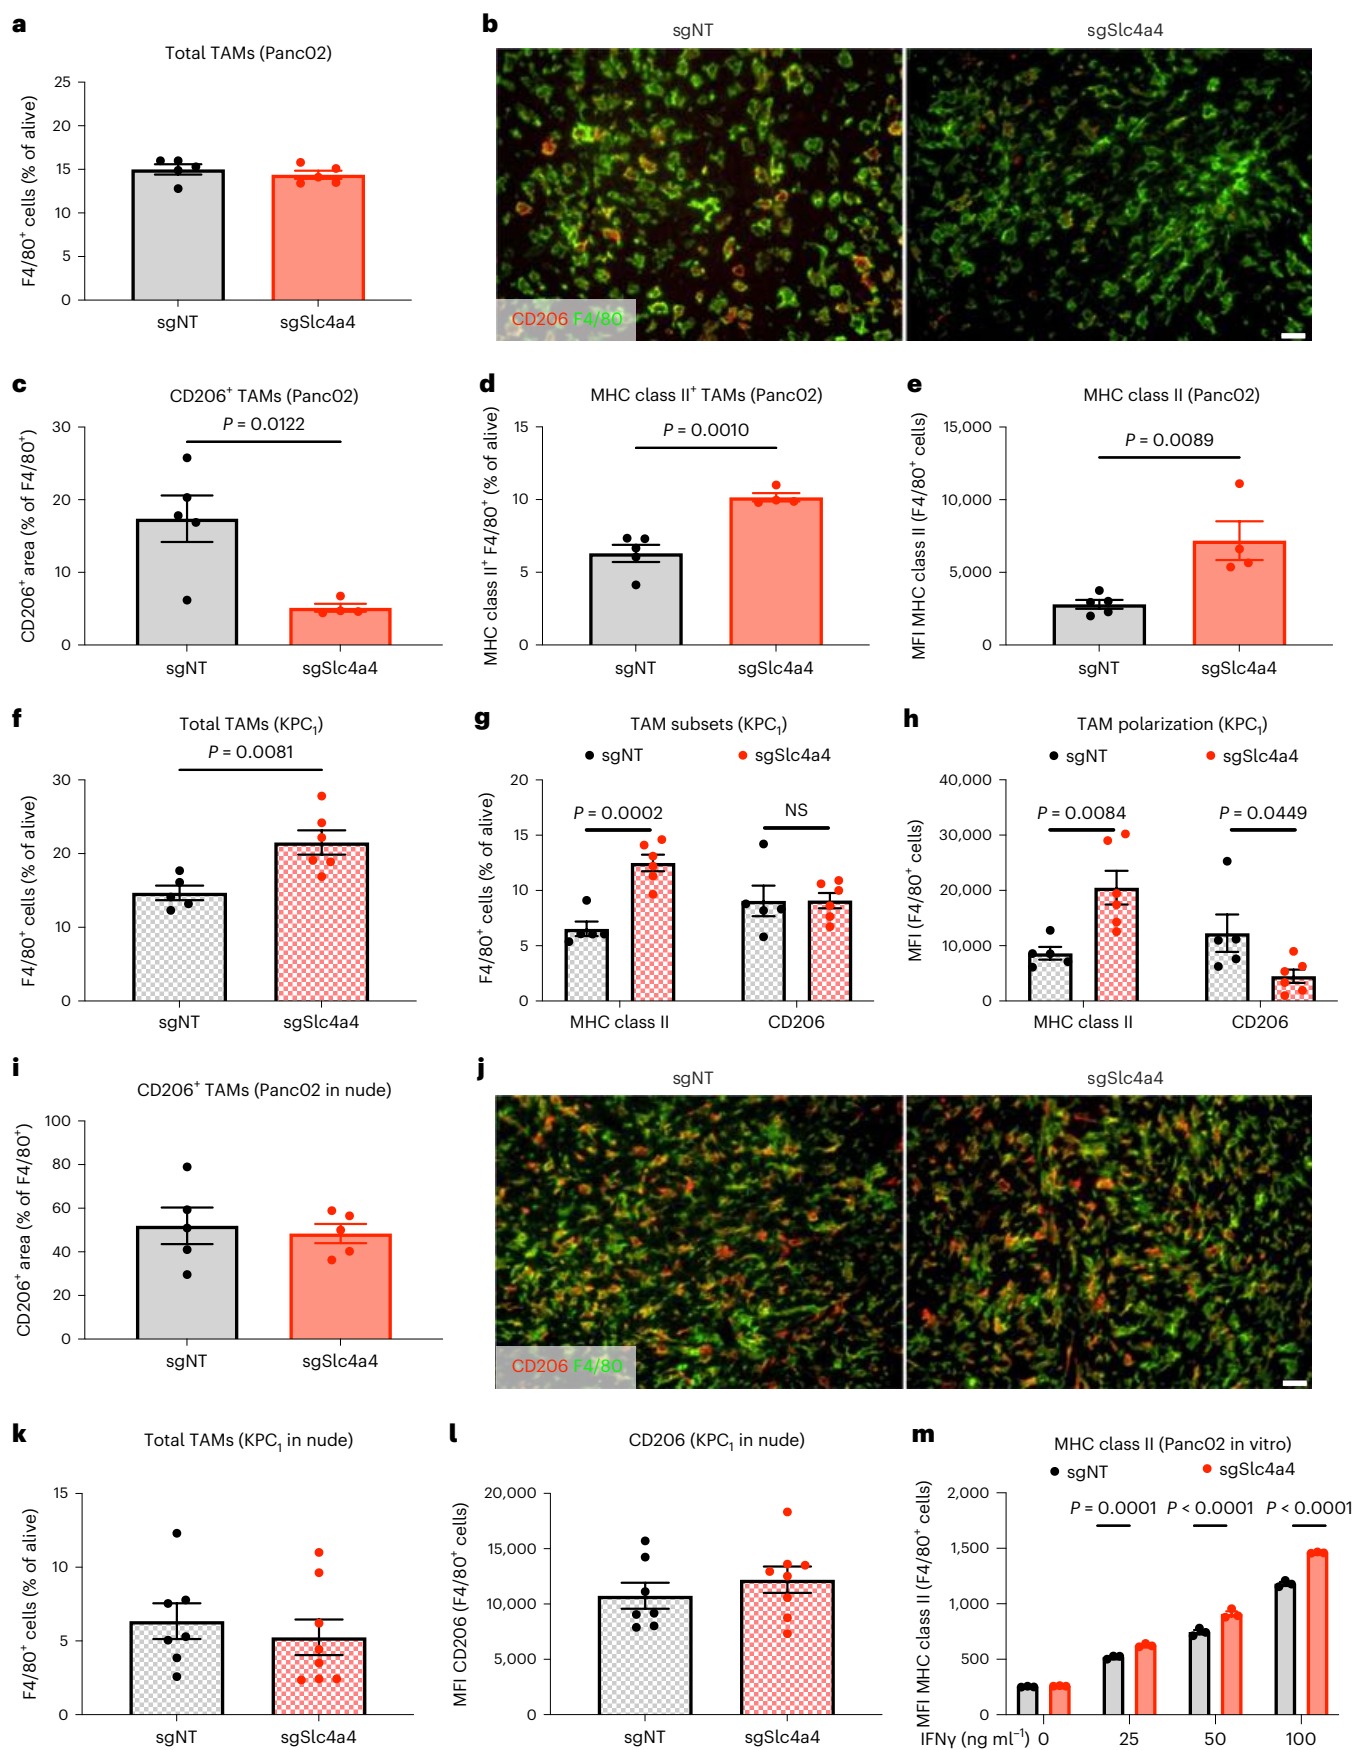 a
Total TAMs (Panc02)
F4/80⁺ cells (% of alive)
25
20
15
10
5
0
sgNT
sgSlc4a4
b
sgNT
sgSlc4a4
CD206 F4/80
c
CD206⁺ TAMs (Panc02)
P = 0.0122
CD206⁺ area (% of F4/80⁺)
30
20
10
0
sgNT
sgSlc4a4
d
MHC class II⁺ TAMs (Panc02)
P = 0.0010
MHC class II⁺ F4/80⁺ (% of alive)
15
10
5
0
sgNT
sgSlc4a4
e
MHC class II (Panc02)
P = 0.0089
MFI MHC class II (F4/80⁺ cells)
15,000
10,000
5,000
0
sgNT
sgSlc4a4
f
Total TAMs (KPC₁)
P = 0.0081
F4/80⁺ cells (% of alive)
30
20
10
0
sgNT
sgSlc4a4
g
TAM subsets (KPC₁)
sgNT
sgSlc4a4
P = 0.0002
NS
F4/80⁺ cells (% of alive)
20
15
10
5
0
MHC class II
CD206
h
TAM polarization (KPC₁)
sgNT
sgSlc4a4
P = 0.0084
P = 0.0449
MFI (F4/80⁺ cells)
40,000
30,000
20,000
10,000
0
MHC class II
CD206
i
CD206⁺ TAMs (Panc02 in nude)
CD206⁺ area (% of F4/80⁺)
100
80
60
40
20
0
sgNT
sgSlc4a4
j
sgNT
sgSlc4a4
CD206 F4/80
k
Total TAMs (KPC₁ in nude)
F4/80⁺ cells (% of alive)
15
10
5
0
sgNT
sgSlc4a4
l
CD206 (KPC₁ in nude)
MFI CD206 (F4/80⁺ cells)
20,000
15,000
10,000
5,000
0
sgNT
sgSlc4a4
m
MHC class II (Panc02 in vitro)
sgNT
sgSlc4a4
P = 0.0001
P < 0.0001
P < 0.0001
MFI MHC class II (F4/80⁺ cells)
2,000
1,500
1,000
500
0
IFNγ (ng ml⁻¹) 0
25
50
100